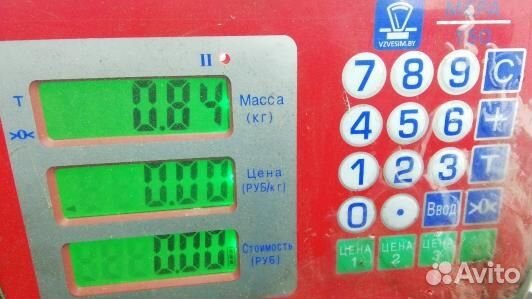 VZVESIM.BY
II
T
0.84
Масса
(кг)
>0<
0.00
Цена
(РУБ/кг)
0.00
Стоимость
(РУБ)
7 8 9 C
4 5 6 +
1 2 3 T
0 . Ввод >0<
ЦЕНА 1 ЦЕНА 2 ЦЕНА 3
Avito